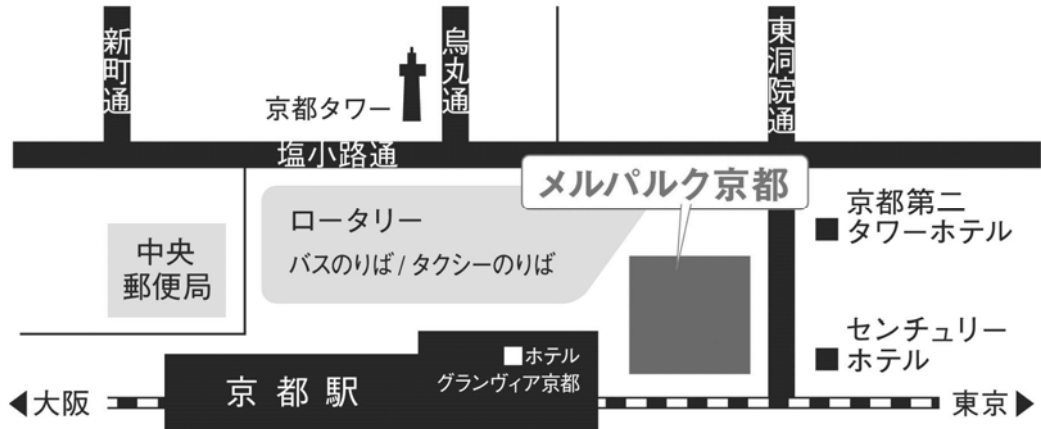 新町通
烏丸通
東洞院通
京都タワー
塩小路通
メルパルク京都
ロータリー
バスのりば / タクシーのりば
中央
郵便局
京都第二
タワーホテル
センチュリー
ホテル
ホテル
グランヴィア京都
京都駅
大阪
東京